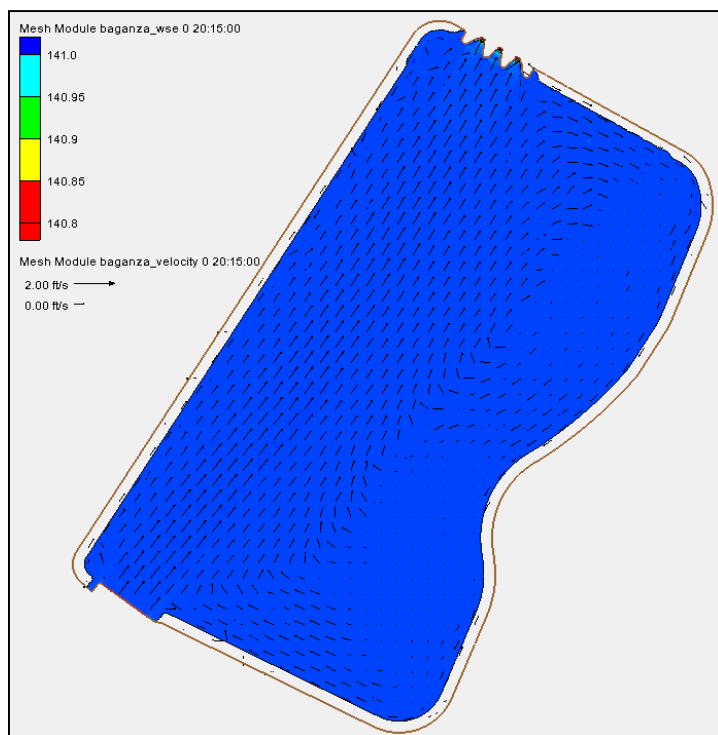 Mesh Module baganza_wse 0 20:15:00
141.0
140.95
140.9
140.85
140.8
Mesh Module baganza_velocity 0 20:15:00
2.00 ft/s
0.00 ft/s